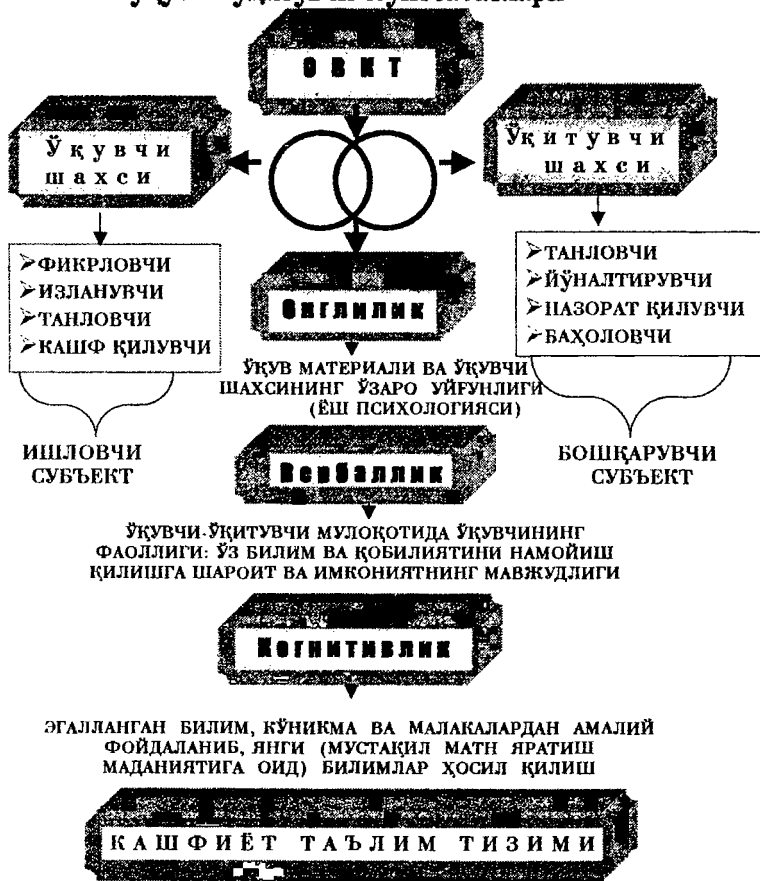 ОВКТ
Ўқувчи
шахси
Ўқитувчи
шахси
➢ФИКРЛОВЧИ
➢ИЗЛАНУВЧИ
➢ТАНЛОВЧИ
➢КАШФ ҚИЛУВЧИ
ИШЛОВЧИ
СУБЪЕКТ
➢ТАНЛОВЧИ
➢ЙЎНАЛТИРУВЧИ
➢НАЗОРАТ ҚИЛУВЧИ
➢БАҲОЛОВЧИ
БОШҚАРУВЧИ
СУБЪЕКТ
Онглилик
ЎҚУВ МАТЕРИАЛИ ВА ЎҚУВЧИ
ШАХСИНИНГ ЎЗАРО УЙҒУНЛИГИ
(ЁШ ПСИХОЛОГИЯСИ)
Вербаллик
ЎҚУВЧИ-ЎҚИТУВЧИ МУЛОҚОТИДА ЎҚУВЧИНИНГ
ФАОЛЛИГИ: ЎЗ БИЛИМ ВА ҚОБИЛИЯТИНИ НАМОЙИШ
ҚИЛИШГА ШАРОИТ ВА ИМКОНИЯТНИНГ МАВЖУДЛИГИ
Когнитивлик
ЭГАЛЛАНГАН БИЛИМ, КЎНИКМА ВА МАЛАКАЛАРДАН АМАЛИЙ
ФОЙДАЛАНИБ, ЯНГИ (МУСТАҚИЛ МАТН ЯРАТИШ
МАДАНИЯТИГА ОИД) БИЛИМЛАР ҲОСИЛ ҚИЛИШ
КАШФИЁТ ТАЪЛИМ ТИЗИМИ